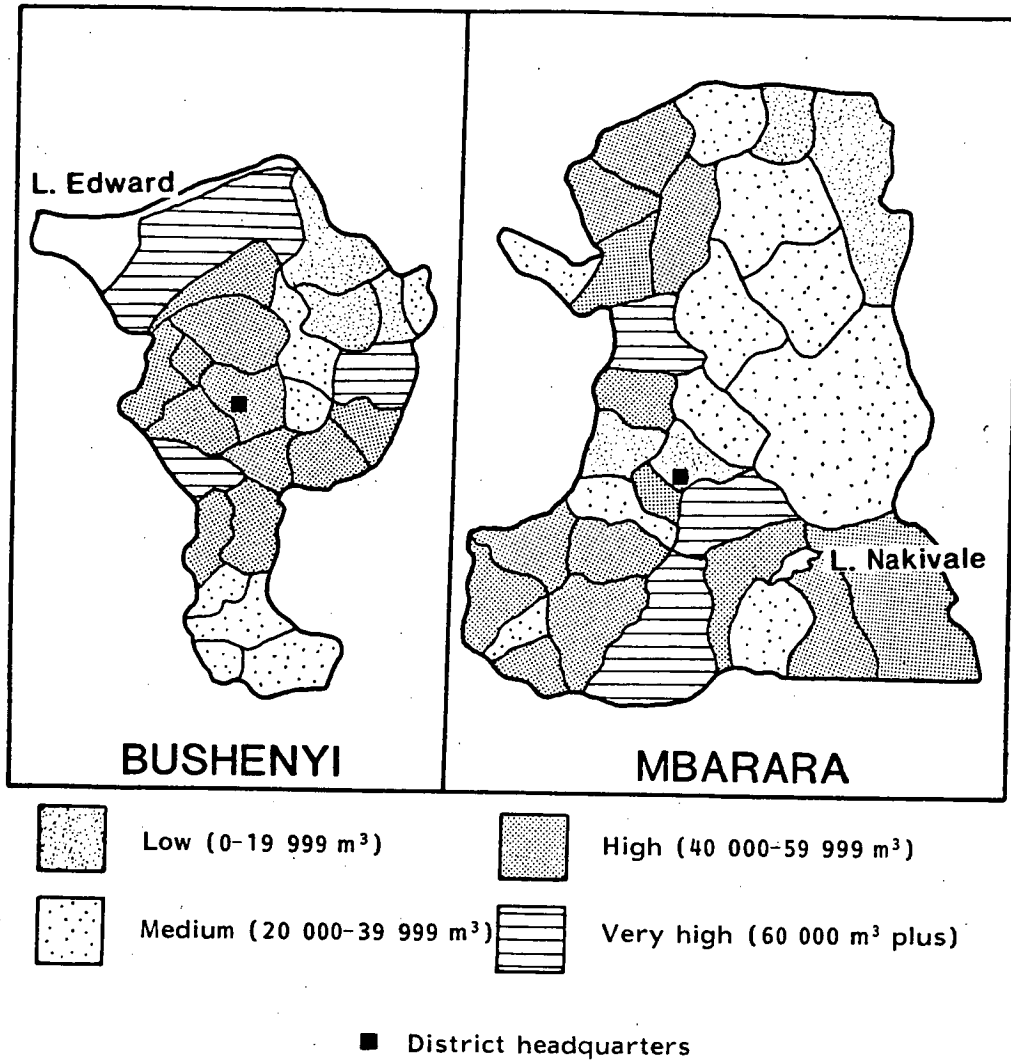 L. Edward
L. Nakivale
BUSHENYI
MBARARA
Low (0-19 999 m³)
High (40 000-59 999 m³)
Medium (20 000-39 999 m³)
Very high (60 000 m³ plus)
District headquarters